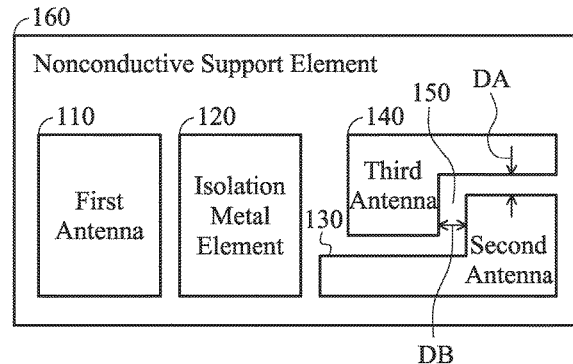 160
Nonconductive Support Element
DA
110
120
140
150
First
Antenna
Isolation
Metal
Element
Third
Antenna
130
Second
Antenna
DB